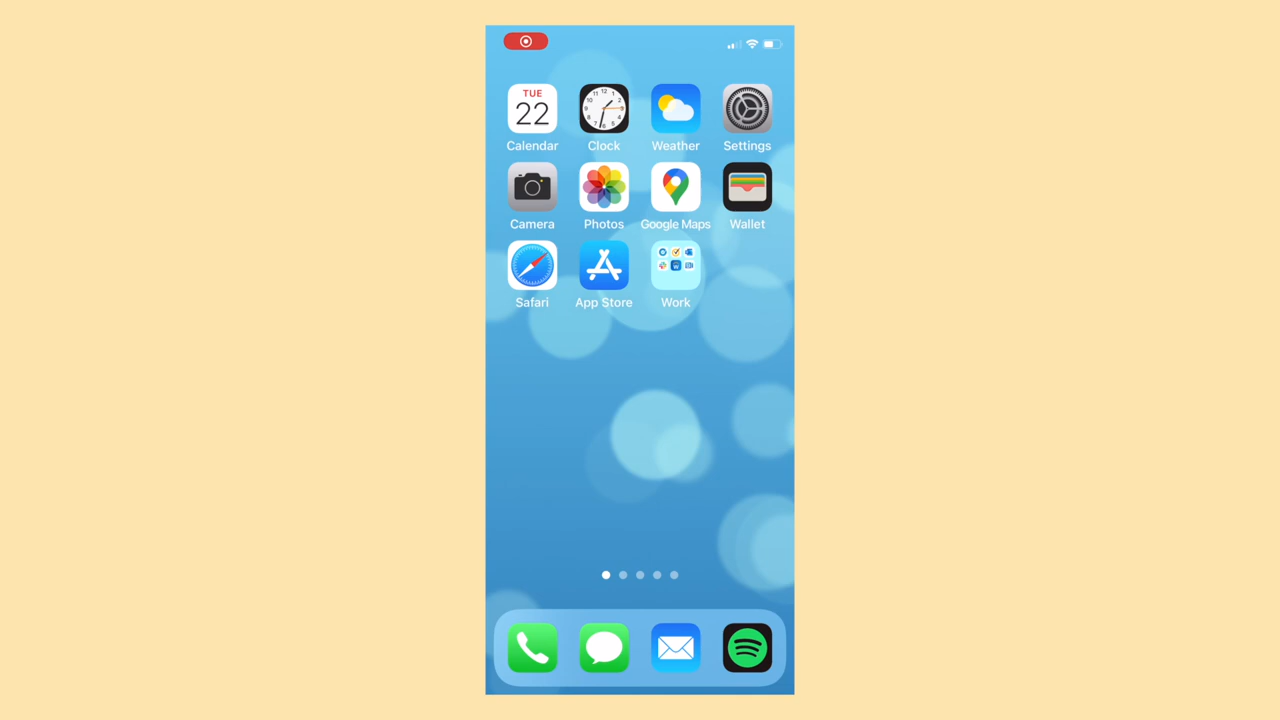 TUE
22
Calendar Clock Weather Settings
Camera Photos Google Maps Wallet
Safari App Store Work